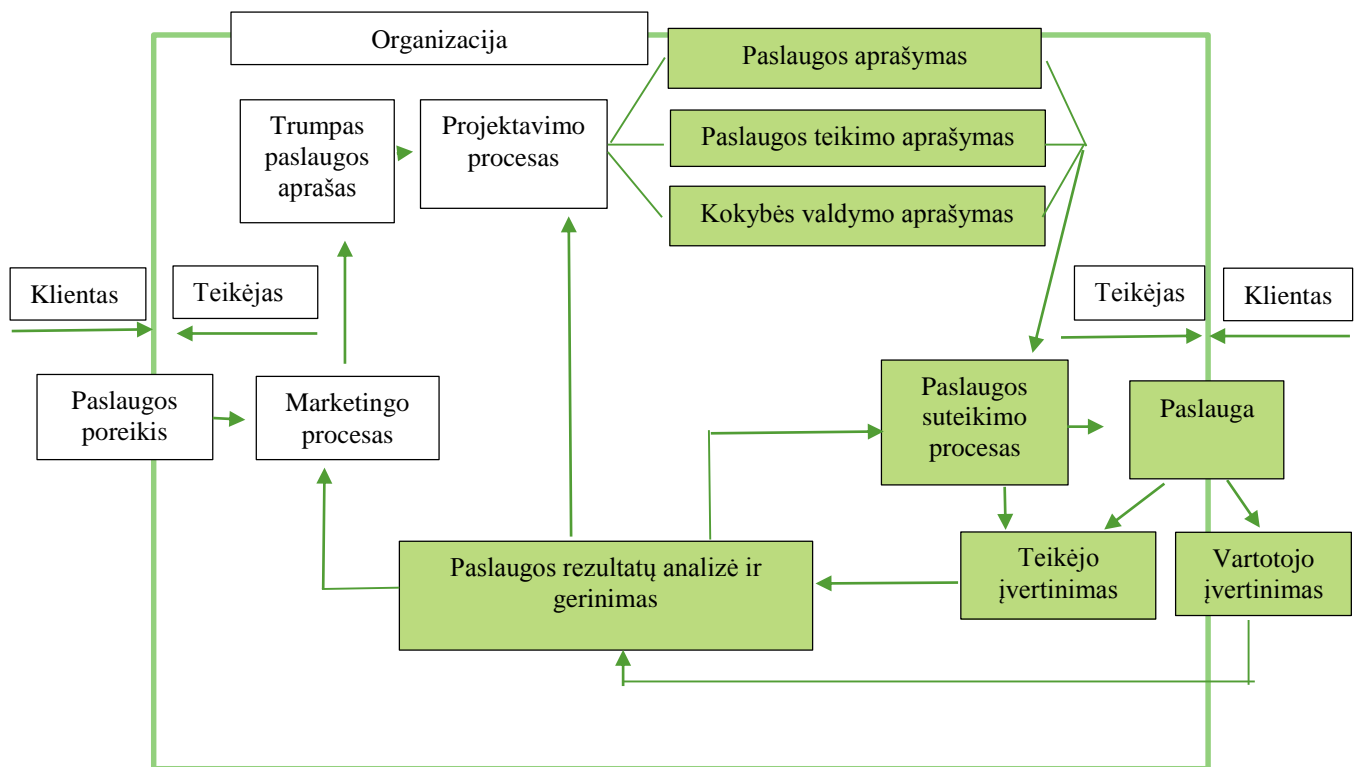 Organizacija
Paslaugos aprašymas
Trumpas
paslaugos
aprašas
Projektavimo
procesas
Paslaugos teikimo aprašymas
Kokybės valdymo aprašymas
Klientas
Teikėjas
Teikėjas
Klientas
Paslaugos
poreikis
Marketingo
procesas
Paslaugos
suteikimo
procesas
Paslauga
Paslaugos rezultatų analizė ir
gerinimas
Teikėjo
įvertinimas
Vartotojo
įvertinimas